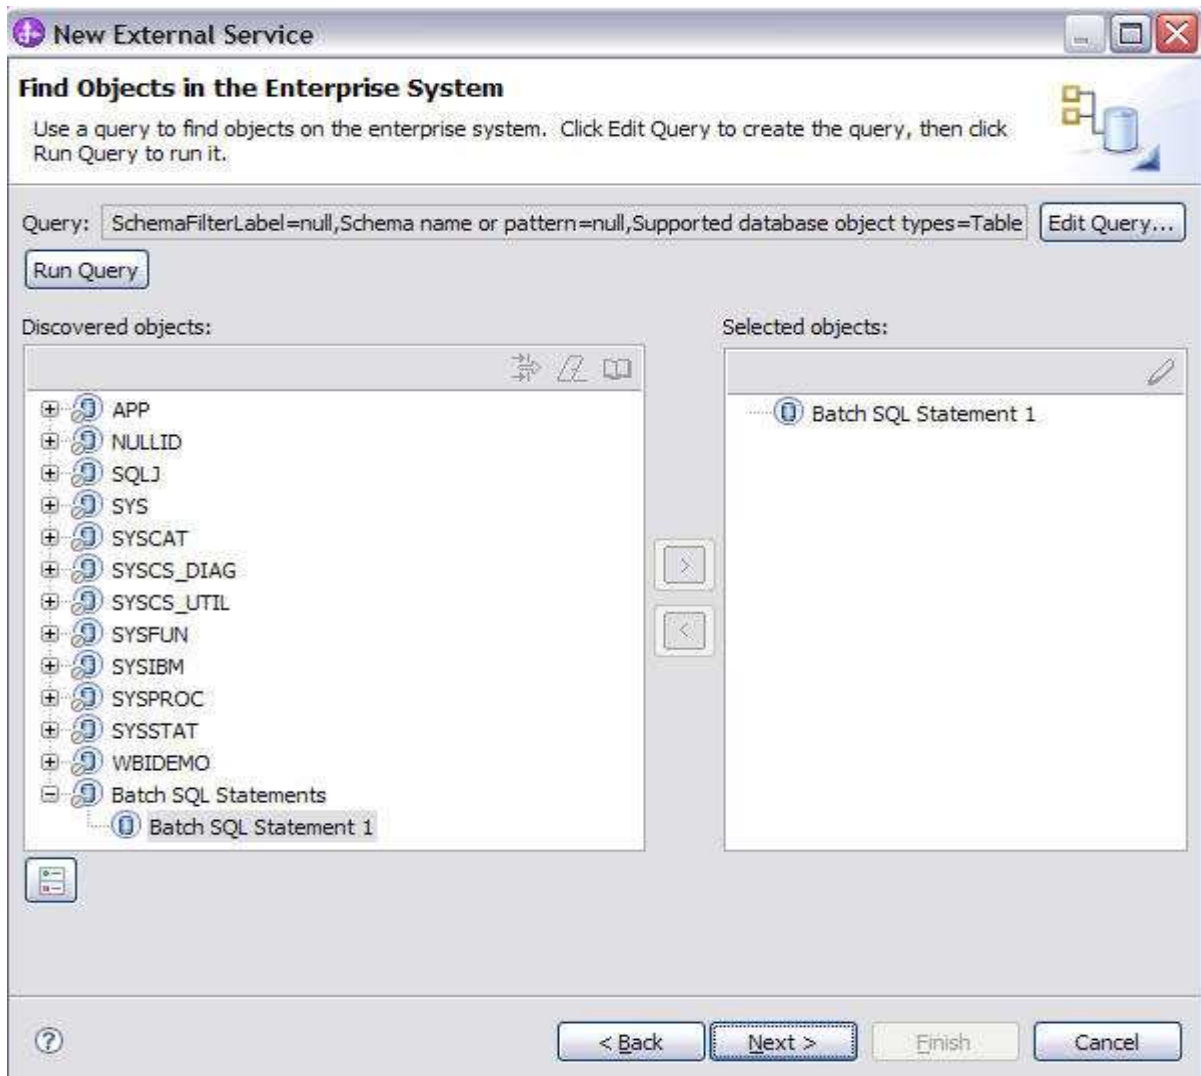 New External Service
Find Objects in the Enterprise System
Use a query to find objects on the enterprise system. Click Edit Query to create the query, then click
Run Query to run it.
Query: SchemaFilterLabel=null,Schema name or pattern=null,Supported database object types=Table Edit Query...
Run Query
Discovered objects:
Selected objects:
APP
NULLID
SQLJ
SYS
SYSCAT
SYSCS_DIAG
SYSCS_UTIL
SYSFUN
SYSIBM
SYSPROC
SYSSTAT
WBIDEMO
Batch SQL Statements
Batch SQL Statement 1
Batch SQL Statement 1
< Back Next > Finish Cancel